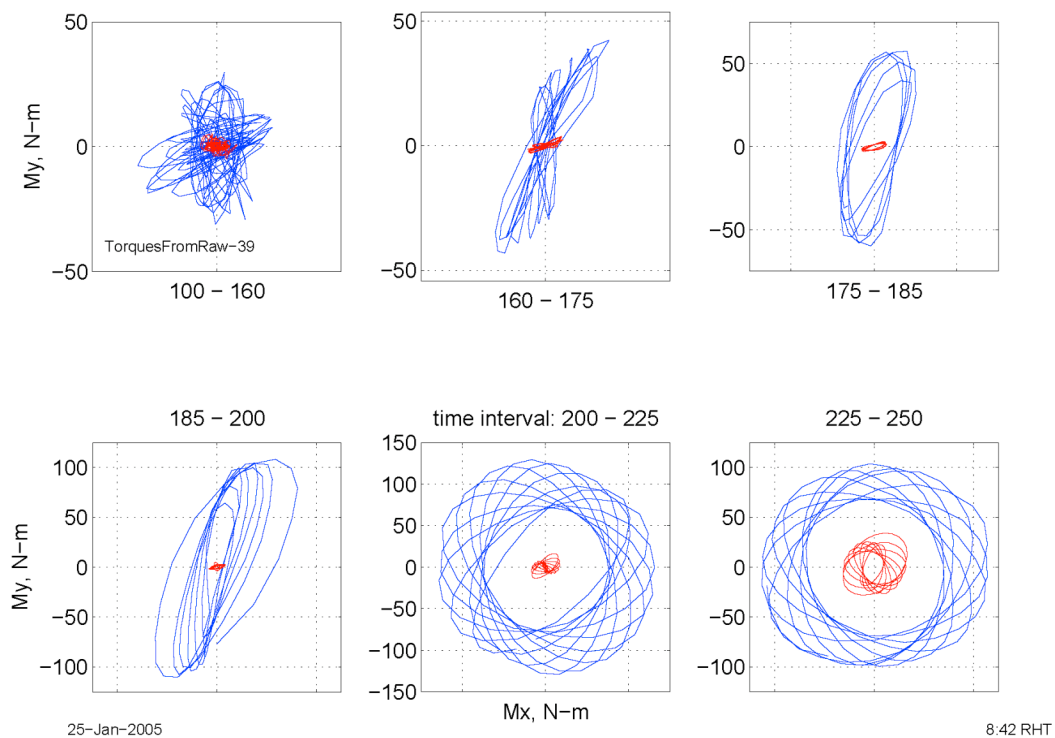 50
0
−50
My, N−m
TorquesFromRaw−39
100 − 160
50
0
−50
160 − 175
50
0
−50
175 − 185
185 − 200
100
50
0
−50
−100
My, N−m
time interval: 200 − 225
150
100
50
0
−50
−100
−150
Mx, N−m
225 − 250
100
50
0
−50
−100
25−Jan−2005
8:42 RHT